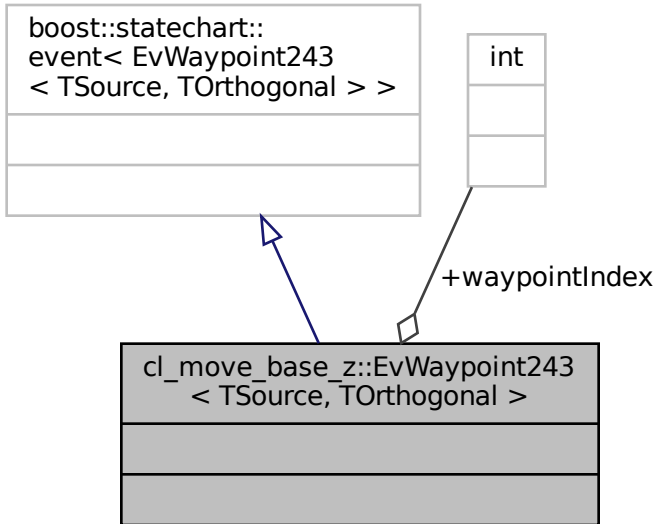 boost::statechart::
event< EvWaypoint243
< TSource, TOrthogonal > >
int
+waypointIndex
cl_move_base_z::EvWaypoint243
< TSource, TOrthogonal >